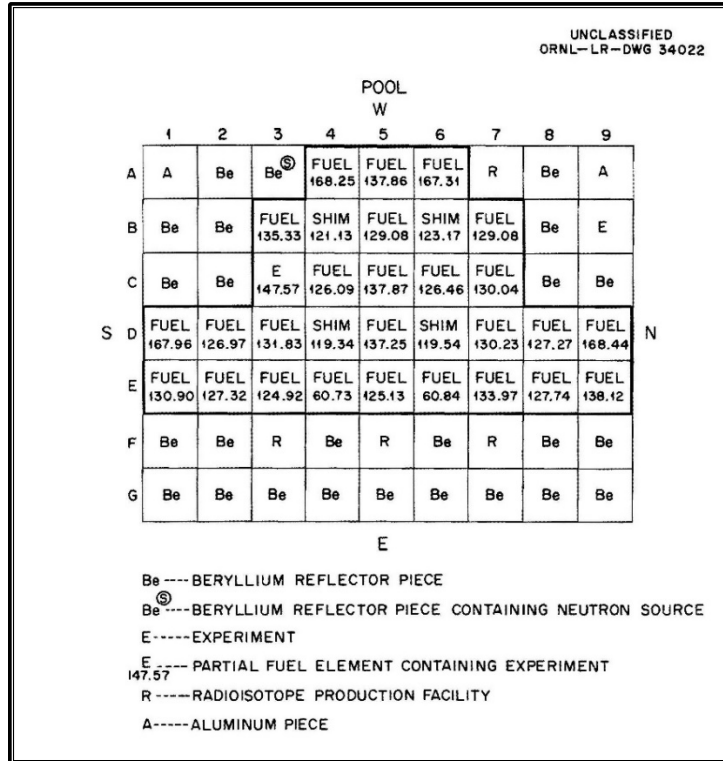 UNCLASSIFIED
ORNL-LR-DWG 34022
POOL
W
1 2 3 4 5 6 7 8 9
A A Be Be Ⓢ FUEL 168.25 FUEL 137.86 FUEL 167.31 R Be A
B Be Be FUEL 135.33 SHIM 121.13 FUEL 129.08 SHIM 123.17 FUEL 129.08 Be E
C Be Be E 147.57 FUEL 126.09 FUEL 137.87 FUEL 126.46 FUEL 130.04 Be Be
S D FUEL 167.96 FUEL 126.97 FUEL 131.83 SHIM 119.34 FUEL 137.25 SHIM 119.54 FUEL 130.23 FUEL 127.27 FUEL 168.44 N
E FUEL 130.90 FUEL 127.32 FUEL 124.92 FUEL 60.73 FUEL 125.13 FUEL 60.84 FUEL 133.97 FUEL 127.74 FUEL 138.12
F Be Be R Be R Be R Be Be
G Be Be Be Be Be Be Be Be Be
E
Be ---- BERYLLIUM REFLECTOR PIECE
Be Ⓢ ---- BERYLLIUM REFLECTOR PIECE CONTAINING NEUTRON SOURCE
E ----- EXPERIMENT
E 147.57 ---- PARTIAL FUEL ELEMENT CONTAINING EXPERIMENT
R ----- RADIOISOTOPE PRODUCTION FACILITY
A ----- ALUMINUM PIECE